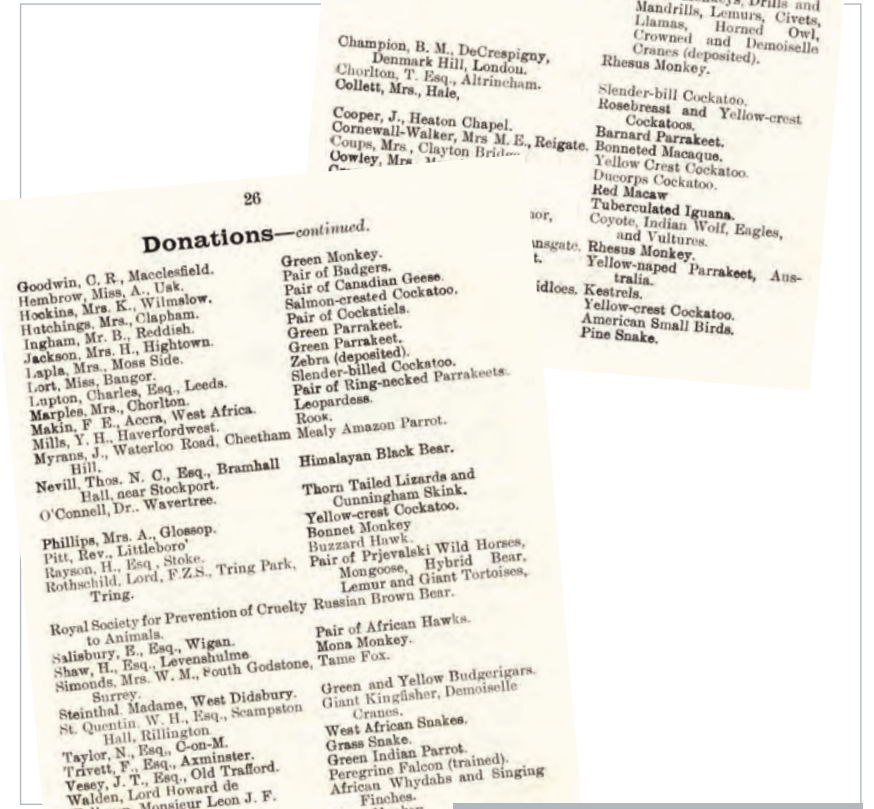 Drills and
Mandrills, Lemurs, Civets,
Llamas, Horned Owl,
Crowned and Demoiselle
Cranes (deposited).
Champion, B. M., DeCrespigny, Rhesus Monkey.
Denmark Hill, London.
Chorlton, T. Esq., Altrincham. Slender-bill Cockatoo.
Collett, Mrs., Hale, Rosebreast and Yellow-crest
Cockatoos.
Cooper, J., Heaton Chapel. Barnard Parrakeet.
Cornewall-Walker, Mrs M. E., Reigate. Bonneted Macaque.
Coups, Mrs., Clayton Yellow Crest Cockatoo.
Cowley, Mrs. Ducorps Cockatoo.
Red Macaw
Tuberculated Iguana.
Coyote, Indian Wolf, Eagles,
and Vultures.
Rhesus Monkey.
Yellow-naped Parrakeet, Aus-
tralia.
Kestrels.
Yellow-crest Cockatoo.
American Small Birds.
Pine Snake.
26
Donations—continued.
Goodwin, C. R., Macclesfield. Green Monkey.
Hembrow, Miss, A., Usk. Pair of Badgers.
Hockins, Mrs. K., Wilmslow. Pair of Canadian Geese.
Hutchings, Mrs., Clapham. Salmon-crested Cockatoo.
Ingham, Mr. B., Reddish. Pair of Cockatiels.
Jackson, Mrs. H., Hightown. Green Parrakeet.
Lapla, Mrs., Moss Side. Green Parrakeet.
Lort, Miss, Bangor. Zebra (deposited).
Lupton, Charles, Esq., Leeds. Slender-billed Cockatoo.
Marples, Mrs., Chorlton. Pair of Ring-necked Parrakeets.
Makin, F E., Accra, West Africa. Leopardess.
Mills, Y. H., Haverfordwest. Rook.
Myrans, J., Waterloo Road, Cheetham Mealy Amazon Parrot.
Hill.
Nevill, Thos. N. C., Esq., Bramhall Himalayan Black Bear.
Hall, near Stockport.
O'Connell, Dr.. Wavertree. Thorn Tailed Lizards and
Cunningham Skink.
Phillips, Mrs. A., Glossop. Yellow-crest Cockatoo.
Pitt, Rev., Littleboro' Bonnet Monkey
Rayson, H., Esq., Stoke. Buzzard Hawk.
Rothschild, Lord, F.Z.S., Tring Park, Pair of Prjevalski Wild Horses,
Tring. Mongoose, Hybrid Bear,
Lemur and Giant Tortoises,
Royal Society for Prevention of Cruelty Russian Brown Bear.
to Animals.
Salisbury, E., Esq., Wigan. Pair of African Hawks.
Shaw, H., Esq., Levenshulme Mona Monkey.
Simonds, Mrs. W. M., South Godstone, Tame Fox.
Surrey.
Steinthal. Madame, West Didsbury. Green and Yellow Budgerigars.
St. Quentin. W. H., Esq., Scampston Giant Kingfisher, Demoiselle
Hall, Rillington Cranes.
Taylor, N., Esq., C-on-M. West African Snakes.
Trivett, F., Esq., Axminster. Grass Snake.
Vesey, J. T., Esq., Old Trafford. Green Indian Parrot.
Walden, Lord Howard de Peregrine Falcon (trained).
Monsieur Leon J. F. African Whydahs and Singing
Finches.